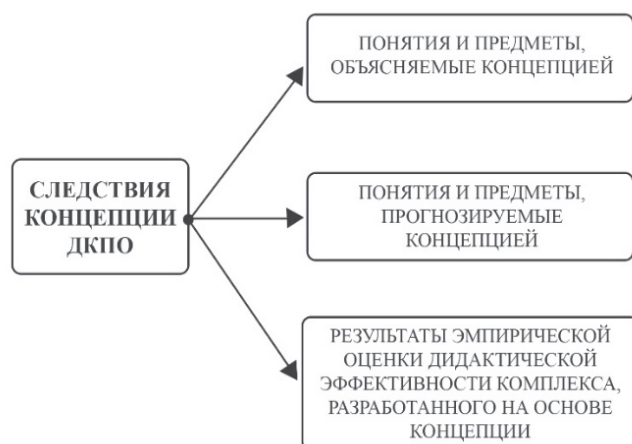 ПОНЯТИЯ И ПРЕДМЕТЫ,
ОБЪЯСНЯЕМЫЕ КОНЦЕПЦИЕЙ
СЛЕДСТВИЯ
КОНЦЕПЦИИ
ДКПО
ПОНЯТИЯ И ПРЕДМЕТЫ,
ПРОГНОЗИРУЕМЫЕ
КОНЦЕПЦИЕЙ
РЕЗУЛЬТАТЫ ЭМПИРИЧЕСКОЙ
ОЦЕНКИ ДИДАКТИЧЕСКОЙ
ЭФФЕКТИВНОСТИ КОМПЛЕКСА,
РАЗРАБОТАННОГО НА ОСНОВЕ
КОНЦЕПЦИИ